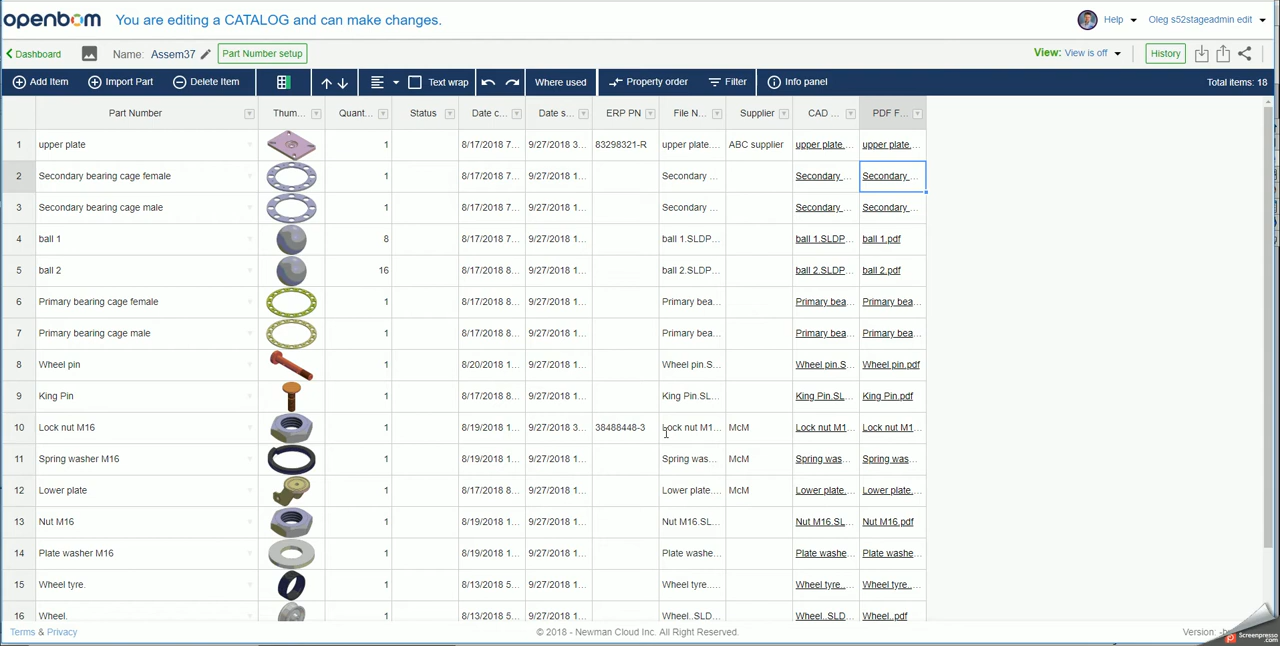 openbom You are editing a CATALOG and can make changes. Help Oleg s52stageadmin edit
Dashboard Name: Assem37 Part Number setup View: View is off History
Add Item Import Part Delete Item Text wrap Where used Property order Filter Info panel Total items: 18
Part Number Thum... Quant... Status Date c... Date s... ERP PN File N... Supplier CAD ... PDF F...
1 upper plate 1 8/17/2018 7... 9/27/2018 3... 83298321-R upper plate.... ABC supplier upper plate.... upper plate....
2 Secondary bearing cage female 1 8/17/2018 7... 9/27/2018 1... Secondary ... Secondary ... Secondary ...
3 Secondary bearing cage male 1 8/17/2018 7... 9/27/2018 1... Secondary ... Secondary ... Secondary ...
4 ball 1 8 8/17/2018 7... 9/27/2018 1... ball 1.SLDP... ball 1.SLDP... ball 1.pdf
5 ball 2 16 8/17/2018 8... 9/27/2018 1... ball 2.SLDP... ball 2.SLDP... ball 2.pdf
6 Primary bearing cage female 1 8/17/2018 8... 9/27/2018 1... Primary bea... Primary bea... Primary bea...
7 Primary bearing cage male 1 8/17/2018 8... 9/27/2018 1... Primary bea... Primary bea... Primary bea...
8 Wheel pin 1 8/20/2018 1... 9/27/2018 1... Wheel pin.S... Wheel pin.S... Wheel pin.pdf
9 King Pin 1 8/17/2018 8... 9/27/2018 1... King Pin.SL... King Pin.SL... King Pin.pdf
10 Lock nut M16 1 8/19/2018 1... 9/27/2018 3... 38488448-3 Lock nut M1... McM Lock nut M1... Lock nut M1...
11 Spring washer M16 1 8/19/2018 1... 9/27/2018 1... Spring was... McM Spring was... Spring was...
12 Lower plate 1 8/17/2018 8... 9/27/2018 1... Lower plate.... McM Lower plate.... Lower plate....
13 Nut M16 1 8/19/2018 1... 9/27/2018 1... Nut M16.SL... Nut M16.SL... Nut M16.pdf
14 Plate washer M16 1 8/19/2018 1... 9/27/2018 1... Plate washe... Plate washe... Plate washe...
15 Wheel tyre. 1 8/13/2018 5... 9/27/2018 1... Wheel tyre..... Wheel tyre.... Wheel tyre....
16 Wheel. 1 8/13/2018 5... 9/27/2018 1... Wheel..SLD... Wheel..SLD... Wheel..pdf
Terms & Privacy © 2018 - Newman Cloud Inc. All Right Reserved. Version:
Screenpresso.com